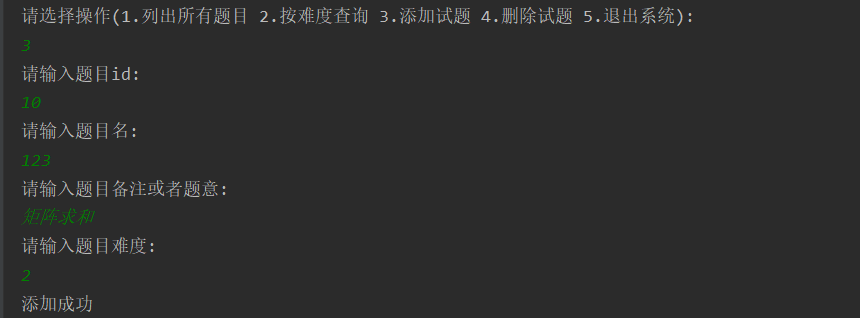 请选择操作(1.列出所有题目 2.按难度查询 3.添加试题 4.删除试题 5.退出系统):
3
请输入题目id:
10
请输入题目名:
123
请输入题目备注或者题意:
矩阵求和
请输入题目难度:
2
添加成功